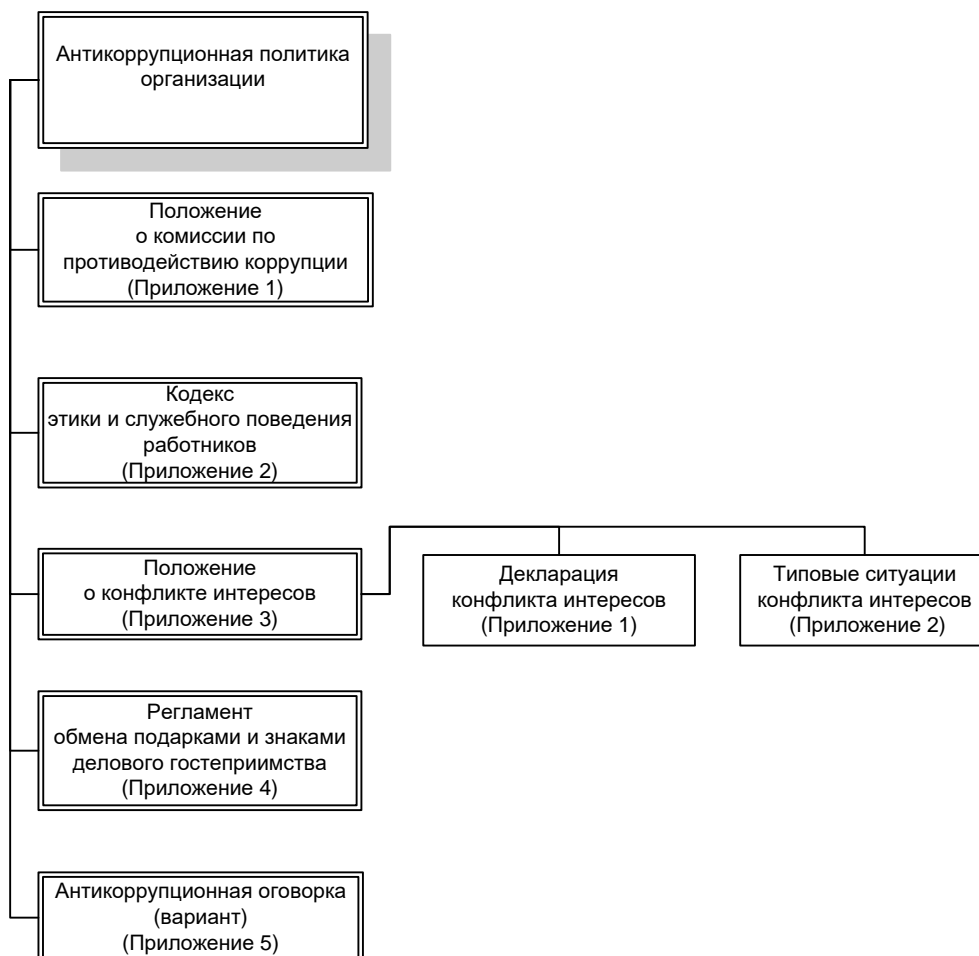 Антикоррупционная политика
организации
Положение
о комиссии по
противодействию коррупции
(Приложение 1)
Кодекс
этики и служебного поведения
работников
(Приложение 2)
Положение
о конфликте интересов
(Приложение 3)
Декларация
конфликта интересов
(Приложение 1)
Типовые ситуации
конфликта интересов
(Приложение 2)
Регламент
обмена подарками и знаками
делового гостеприимства
(Приложение 4)
Антикоррупционная оговорка
(вариант)
(Приложение 5)